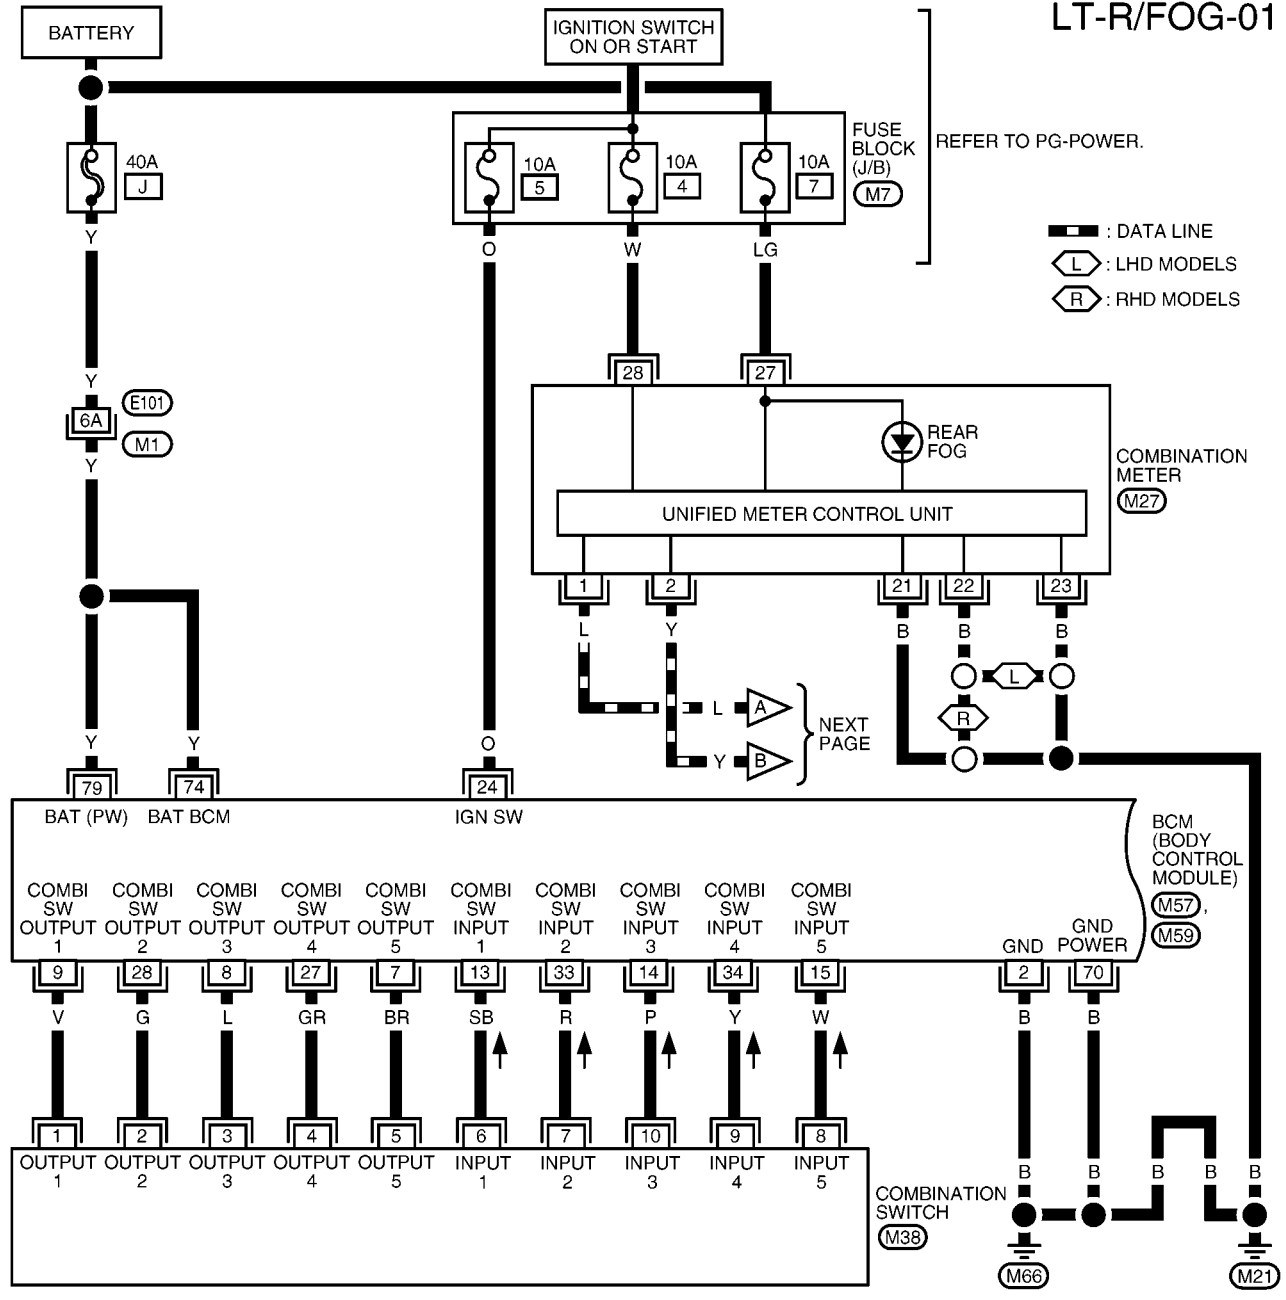 LT-R/FOG-01
BATTERY
IGNITION SWITCH
ON OR START
REFER TO PG-POWER.
FUSE
BLOCK
(J/B)
M7
40A
J
10A
5
10A
4
10A
7
: DATA LINE
L : LHD MODELS
R : RHD MODELS
Y
O
W
LG
Y
6A
E101
M1
Y
28
27
REAR
FOG
COMBINATION
METER
M27
UNIFIED METER CONTROL UNIT
1
2
21
22
23
L
Y
B
B
B
L
R
L
A
Y
B
NEXT
PAGE
Y
Y
O
79
74
24
BAT (PW)
BAT BCM
IGN SW
BCM
(BODY
CONTROL
MODULE)
M57 ,
M59
COMBI
SW
OUTPUT
1
COMBI
SW
OUTPUT
2
COMBI
SW
OUTPUT
3
COMBI
SW
OUTPUT
4
COMBI
SW
OUTPUT
5
COMBI
SW
INPUT
1
COMBI
SW
INPUT
2
COMBI
SW
INPUT
3
COMBI
SW
INPUT
4
COMBI
SW
INPUT
5
GND
GND
POWER
9
28
8
27
7
13
33
14
34
15
2
70
V
G
L
GR
BR
SB
R
P
Y
W
B
B
1
2
3
4
5
6
7
10
9
8
OUTPUT
1
OUTPUT
2
OUTPUT
3
OUTPUT
4
OUTPUT
5
INPUT
1
INPUT
2
INPUT
3
INPUT
4
INPUT
5
COMBINATION
SWITCH
M38
B
B
B
B
B
M66
M21